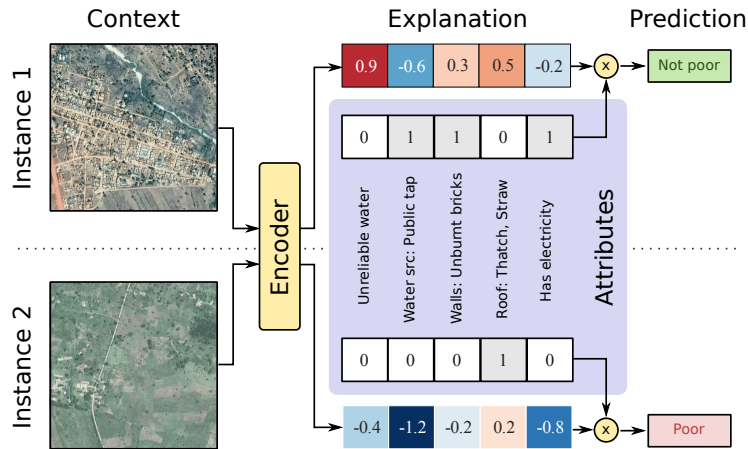 Context
Explanation
Prediction
Instance 1
0.9 -0.6 0.3 0.5 -0.2
x
Not poor
0 1 1 0 1
Encoder
Unreliable water
Water src: Public tap
Walls: Unburnt bricks
Roof: Thatch, Straw
Has electricity
Attributes
Instance 2
0 0 0 1 0
-0.4 -1.2 -0.2 0.2 -0.8
x
Poor